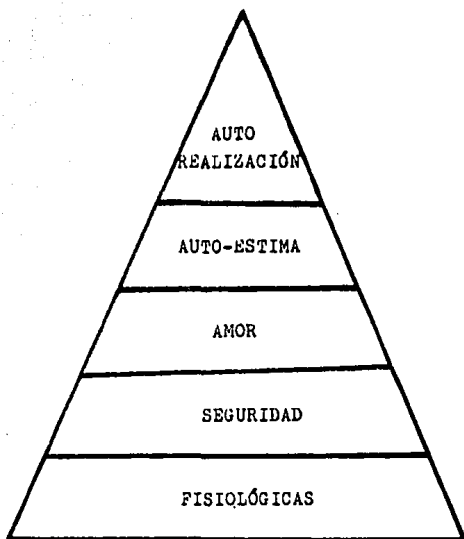 AUTO
REALIZACIÓN
AUTO-ESTIMA
AMOR
SEGURIDAD
FISIOLÓGICAS